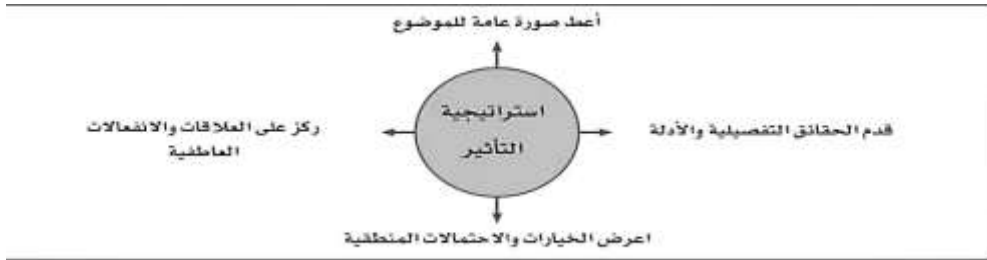 أعط صورة عامة للموضوع
استراتيجية
التأثير
قدم الحقائق التفصيلية والأدلة
ركز على العلاقات والانفعالات
العاطفية
اعرض الخيارات والاحتمالات المنطقية